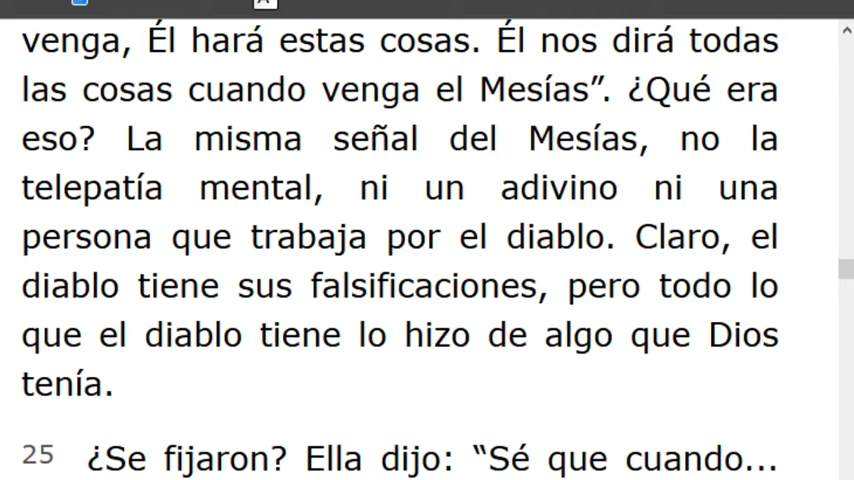 venga, Él hará estas cosas. Él nos dirá todas
las cosas cuando venga el Mesías”. ¿Qué era
eso? La misma señal del Mesías, no la
telepatía mental, ni un adivino ni una
persona que trabaja por el diablo. Claro, el
diablo tiene sus falsificaciones, pero todo lo
que el diablo tiene lo hizo de algo que Dios
tenía.
25 ¿Se fijaron? Ella dijo: “Sé que cuando...